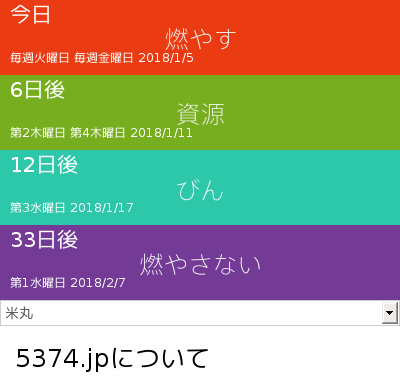 今日
燃やす
毎週火曜日 毎週金曜日 2018/1/5
6日後
資源
第2木曜日 第4木曜日 2018/1/11
12日後
びん
第3水曜日 2018/1/17
33日後
燃やさない
第1水曜日 2018/2/7
米丸
5374.jpについて